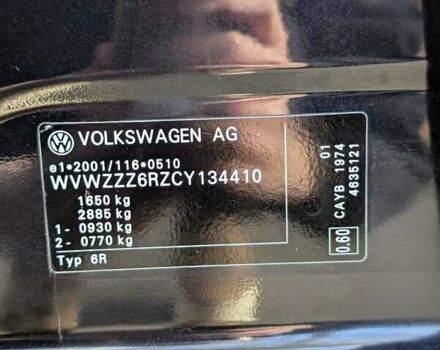 VOLKSWAGEN AG
e1*2001/116*0510
WVWZZZ6RZCY134410
1650 kg
2885 kg
1- 0930 kg
2- 0770 kg
Typ 6R
0.60
CAYB 1974
01
4635121